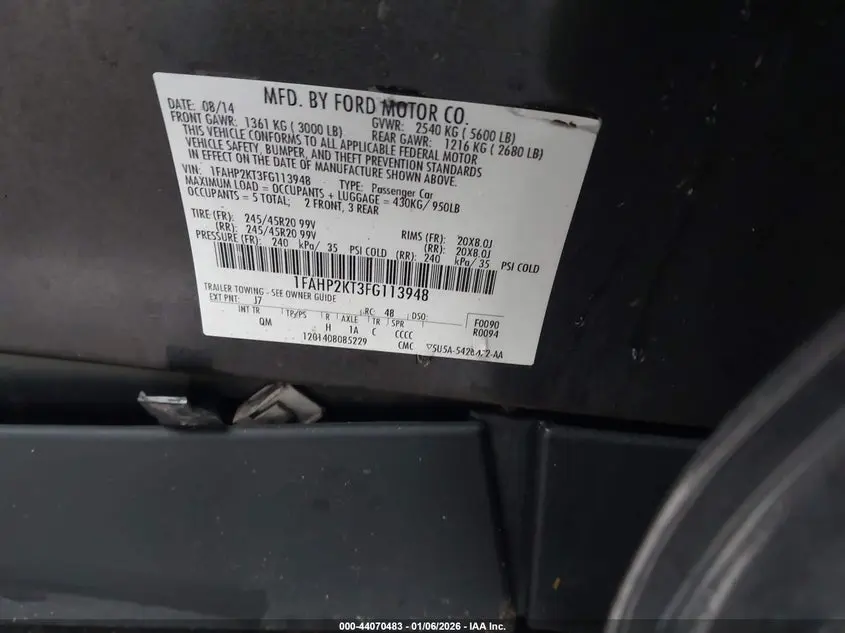 MFD. BY FORD MOTOR CO.
DATE: 08/14 GVWR: 2540 KG ( 5600 LB)
FRONT GAWR: 1361 KG ( 3000 LB) REAR GAWR: 1216 KG ( 2680 LB)
THIS VEHICLE CONFORMS TO ALL APPLICABLE FEDERAL MOTOR
VEHICLE SAFETY, BUMPER, AND THEFT PREVENTION STANDARDS
IN EFFECT ON THE DATE OF MANUFACTURE SHOWN ABOVE.
VIN: 1FAHP2KT3FG113948 TYPE: Passenger Car
MAXIMUM LOAD = OCCUPANTS + LUGGAGE = 430KG/ 950LB
OCCUPANTS = 5 TOTAL; 2 FRONT, 3 REAR
TIRE (FR): 245/45R20 99V RIMS (FR): 20X8.0J
(RR): 245/45R20 99V (RR): 20X8.0J
PRESSURE (FR): 240 kPa/ 35 PSI COLD (RR): 240 kPa/ 35 PSI COLD
1FAHP2KT3FG113948
TRAILER TOWING - SEE OWNER GUIDE
EXT PNT: J7 RC: 48 DSO: F0090
INT TR TP/PS R AXLE TR SPR R0094
QM H 1A C CCCC
1201408085229 CMC
000-44070483 - 01/06/2026 - IAA Inc.